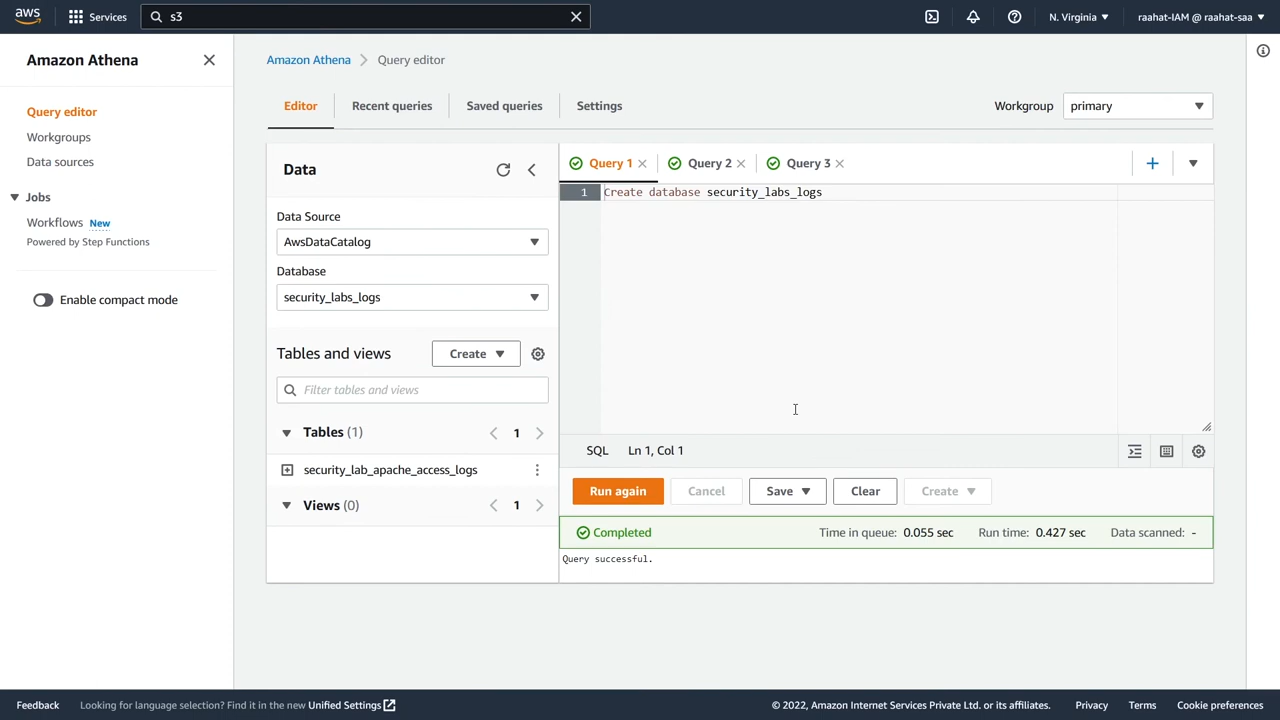 aws Services s3 N. Virginia raahat-IAM @ raahat-saa
Amazon Athena
Query editor
Workgroups
Data sources
Jobs
Workflows New
Powered by Step Functions
Enable compact mode
Amazon Athena Query editor
Editor Recent queries Saved queries Settings Workgroup primary
Data
Data Source
AwsDataCatalog
Database
security_labs_logs
Tables and views Create
Filter tables and views
Tables (1) 1
security_lab_apache_access_logs
Views (0) 1
Query 1 Query 2 Query 3
1 Create database security_labs_logs
SQL Ln 1, Col 1
Run again Cancel Save Clear Create
Completed Time in queue: 0.055 sec Run time: 0.427 sec Data scanned: -
Query successful.
Feedback Looking for language selection? Find it in the new Unified Settings © 2022, Amazon Internet Services Private Ltd. or its affiliates. Privacy Terms Cookie preferences